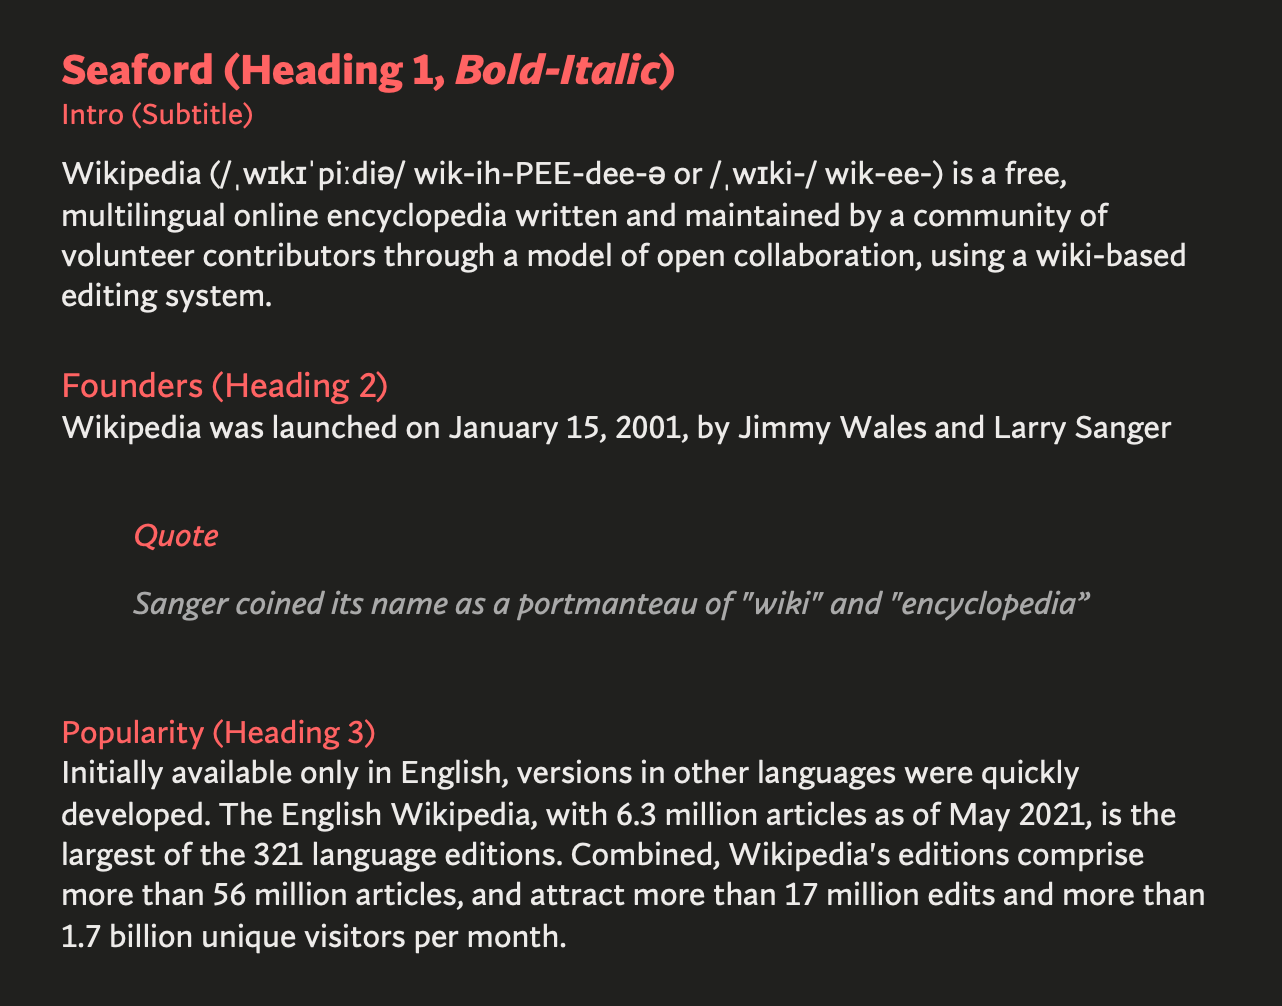 Seaford (Heading 1, Bold-Italic)
Intro (Subtitle)
Wikipedia (/ˌwɪkɪˈpiːdiə/ wik-ih-PEE-dee-ə or /ˌwɪki-/ wik-ee-) is a free,
multilingual online encyclopedia written and maintained by a community of
volunteer contributors through a model of open collaboration, using a wiki-based
editing system.
Founders (Heading 2)
Wikipedia was launched on January 15, 2001, by Jimmy Wales and Larry Sanger
Quote
Sanger coined its name as a portmanteau of "wiki" and "encyclopedia”
Popularity (Heading 3)
Initially available only in English, versions in other languages were quickly
developed. The English Wikipedia, with 6.3 million articles as of May 2021, is the
largest of the 321 language editions. Combined, Wikipedia's editions comprise
more than 56 million articles, and attract more than 17 million edits and more than
1.7 billion unique visitors per month.